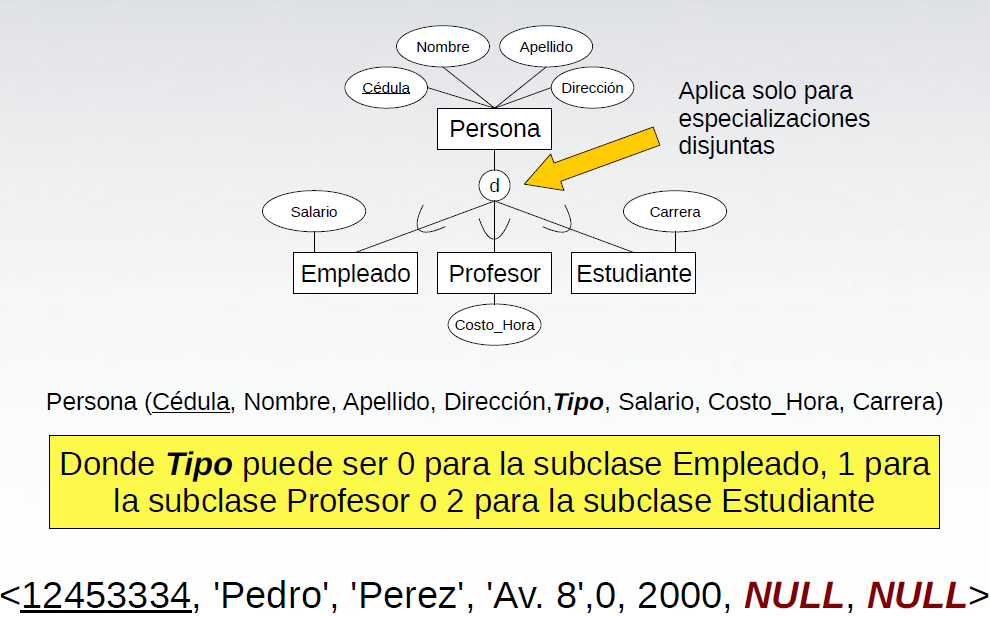 Nombre
Apellido
Cédula
Dirección
Persona
Aplica solo para
especializaciones
disjuntas
d
Salario
Carrera
Empleado
Profesor
Estudiante
Costo_Hora
Persona (Cédula, Nombre, Apellido, Dirección,Tipo, Salario, Costo_Hora, Carrera)
Donde Tipo puede ser 0 para la subclase Empleado, 1 para
la subclase Profesor o 2 para la subclase Estudiante
<12453334, 'Pedro', 'Perez', 'Av. 8',0, 2000, NULL, NULL>